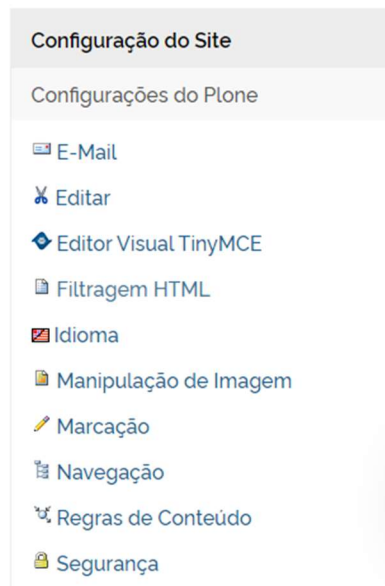 Configuração do Site
Configurações do Plone
E-Mail
Editar
Editor Visual TinyMCE
Filtragem HTML
Idioma
Manipulação de Imagem
Marcação
Navegação
Regras de Conteúdo
Segurança